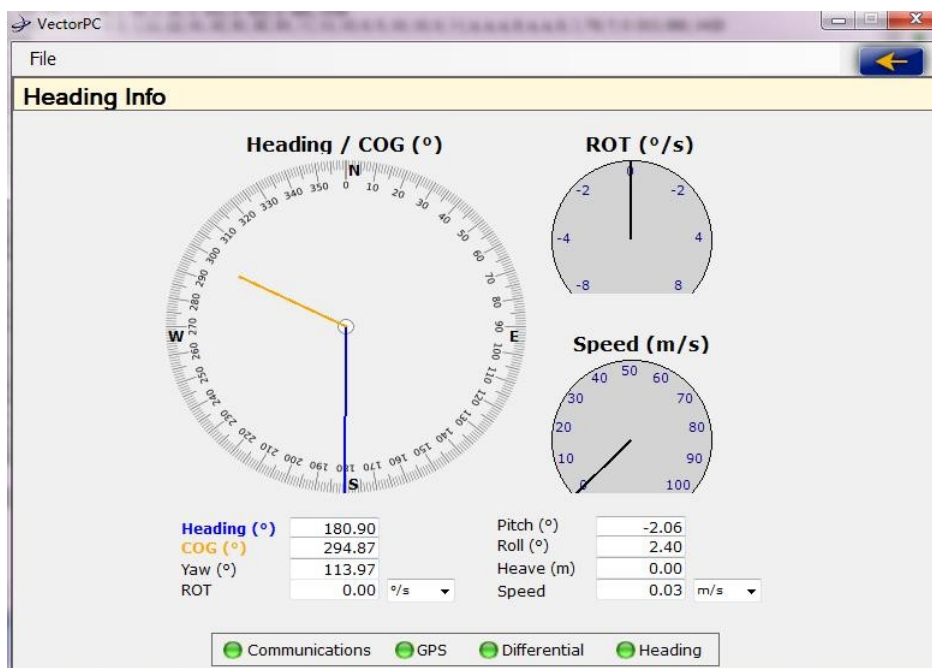 VectorPC
File
Heading Info
Heading / COG (º)
N
0 10 20 30 40 50 60 70 80 90 100 110 120 130 140 150 160 170 180 190 200 210 220 230 240 250 260 270 280 290 300 310 320 330 340 350
W
E
S
ROT (º/s)
0
-2 -2
-4 4
-8 8
Speed (m/s)
0 10 20 30 40 50 60 70 80 90 100
Heading (º) 180.90
COG (º) 294.87
Yaw (º) 113.97
ROT 0.00 º/s
Pitch (º) -2.06
Roll (º) 2.40
Heave (m) 0.00
Speed 0.03 m/s
Communications GPS Differential Heading